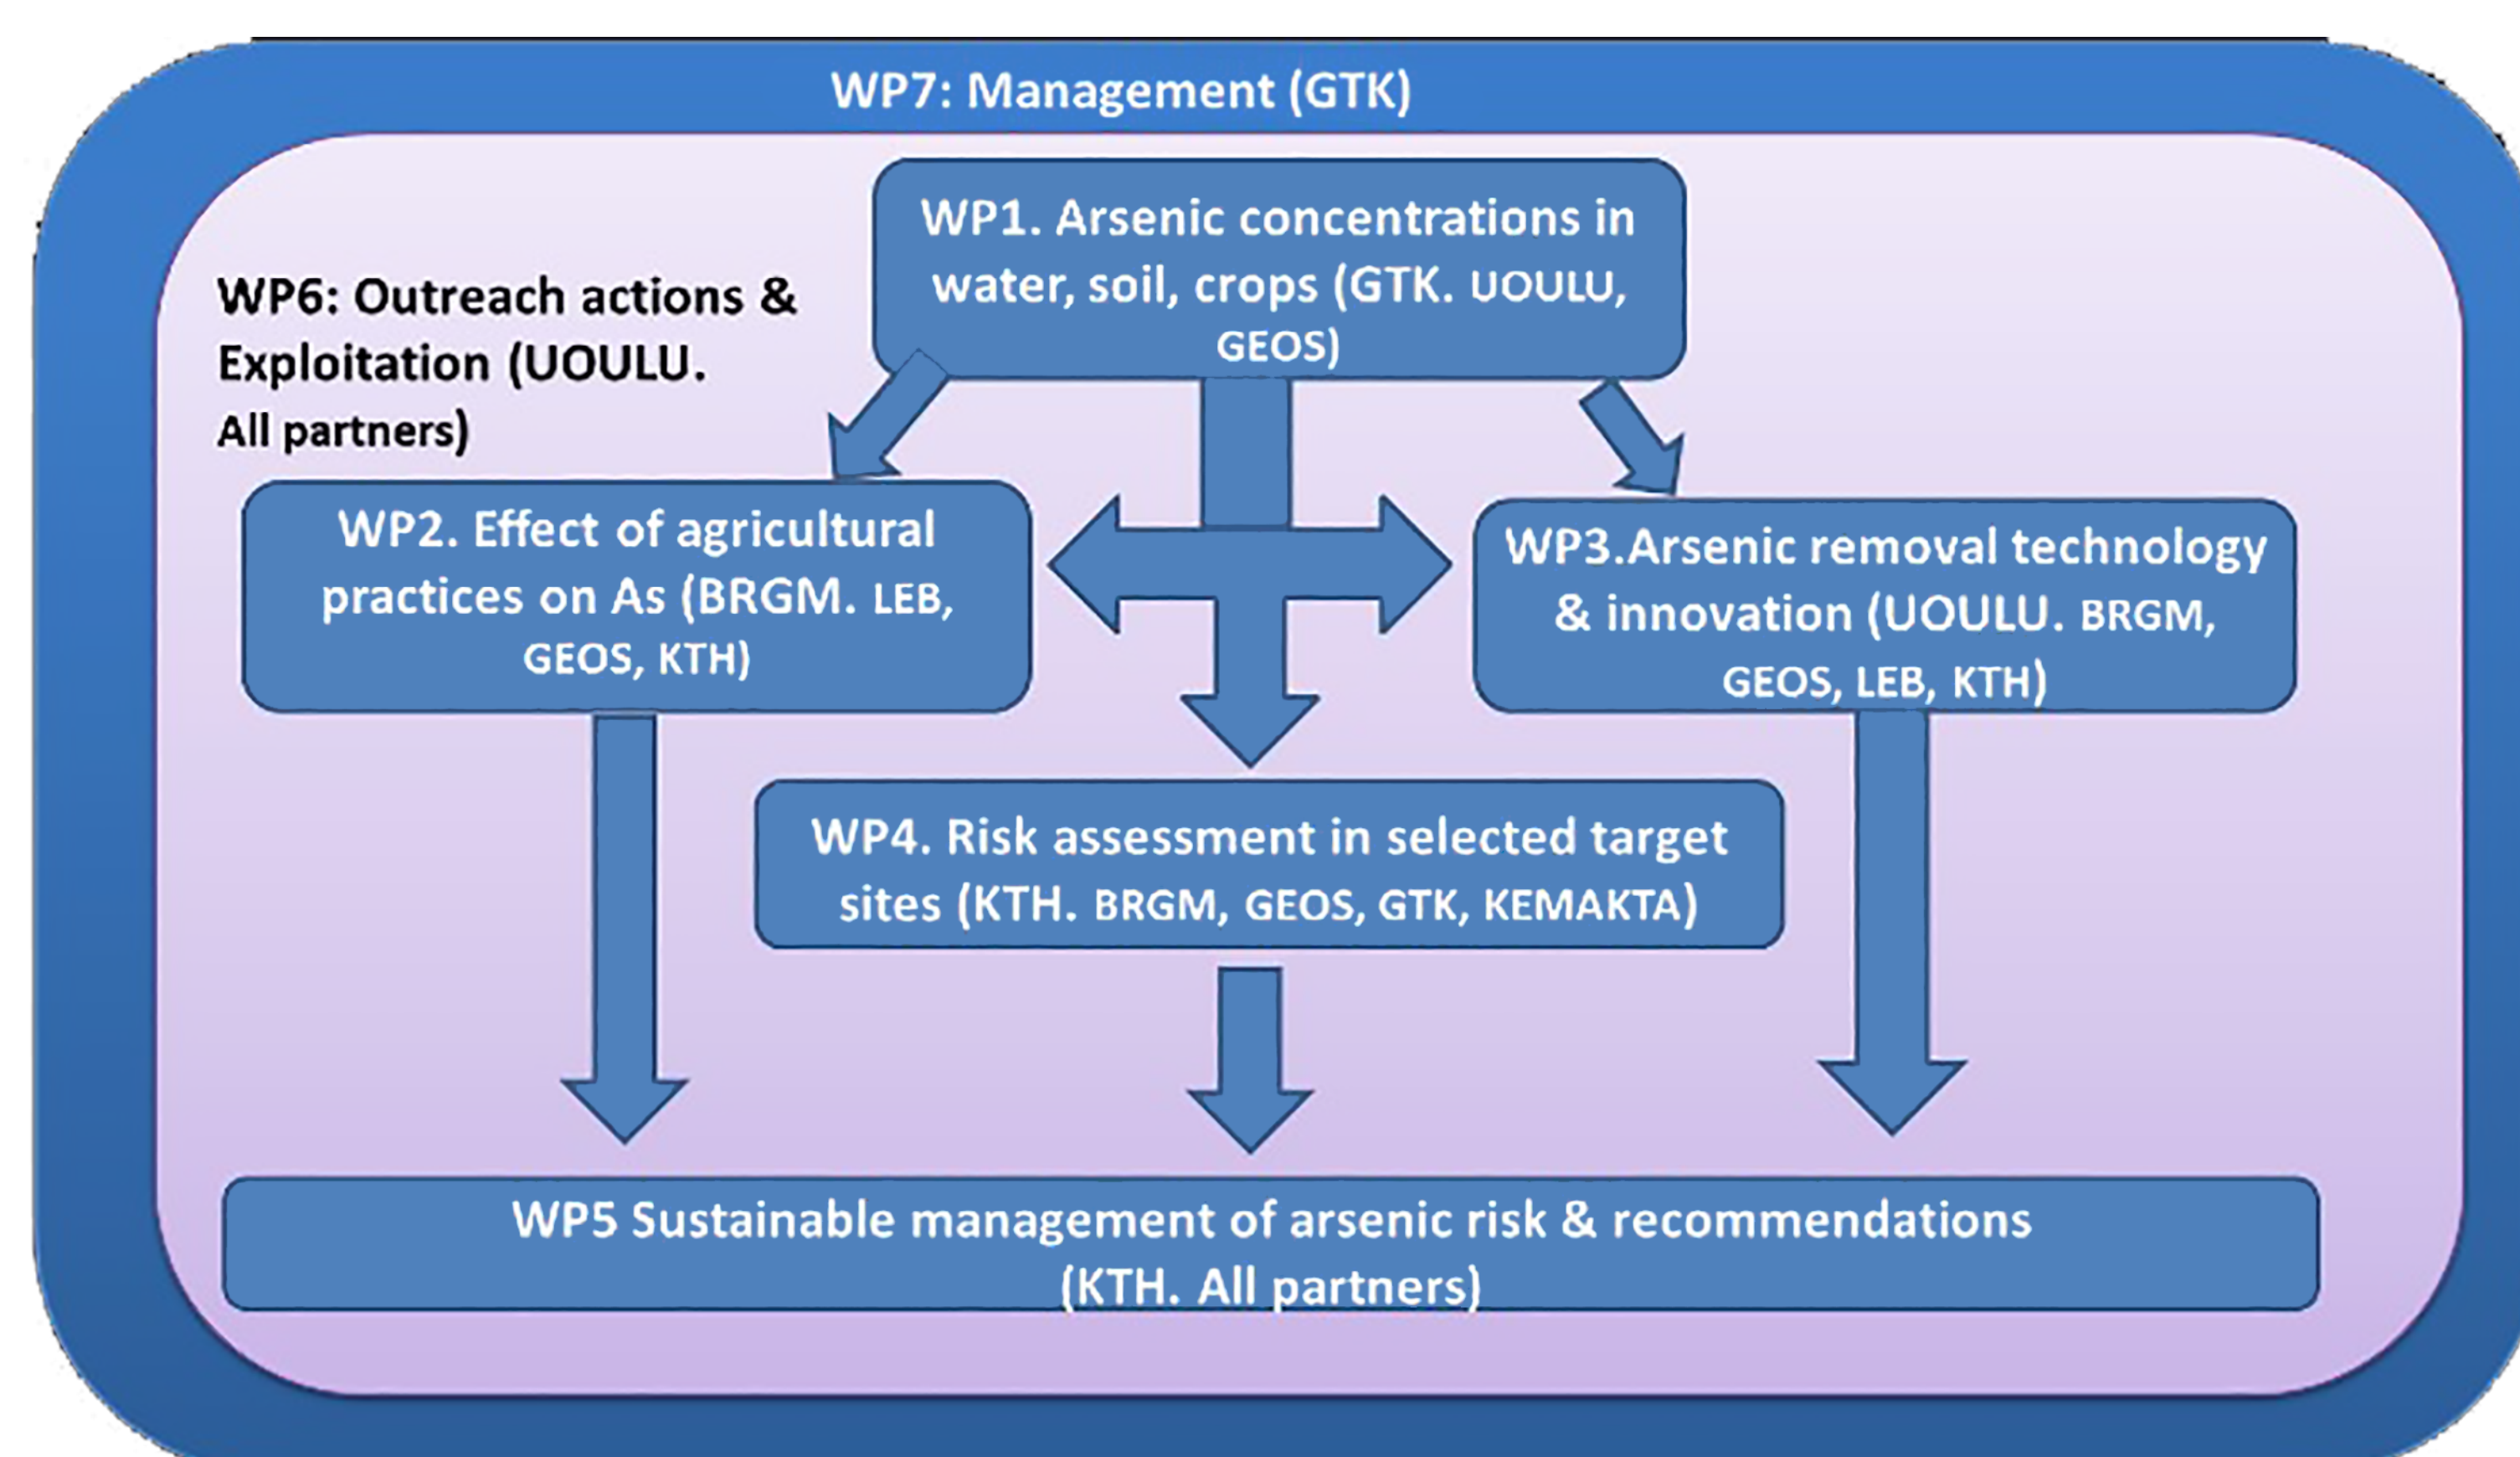 WP7: Management (GTK)
WP1. Arsenic concentrations in
water, soil, crops (GTK. UOULU,
GEOS)
WP6: Outreach actions &
Exploitation (UOULU.
All partners)
WP2. Effect of agricultural
practices on As (BRGM. LEB,
GEOS, KTH)
WP3.Arsenic removal technology
& innovation (UOULU. BRGM,
GEOS, LEB, KTH)
WP4. Risk assessment in selected target
sites (KTH. BRGM, GEOS, GTK, KEMAKTA)
WP5 Sustainable management of arsenic risk & recommendations
(KTH. All partners)